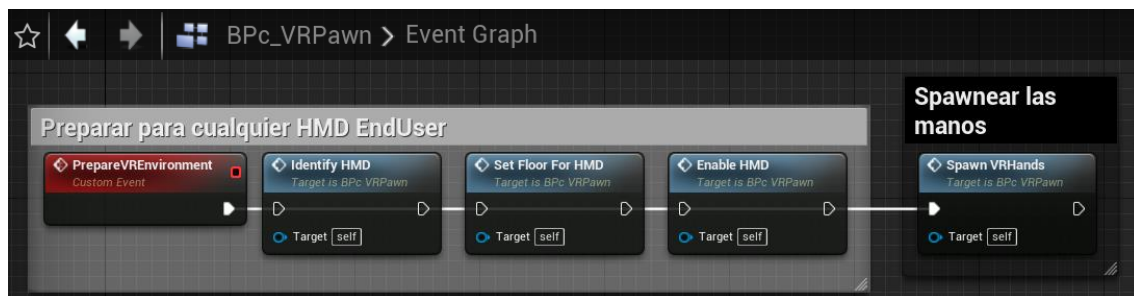 BPc_VRPawn > Event Graph
Preparar para cualquier HMD EndUser
Spawnear las
manos
PrepareVREnvironment
Custom Event
Identify HMD
Target is BPc VRPawn
Target self
Set Floor For HMD
Target is BPc VRPawn
Target self
Enable HMD
Target is BPc VRPawn
Target self
Spawn VRHands
Target is BPc VRPawn
Target self